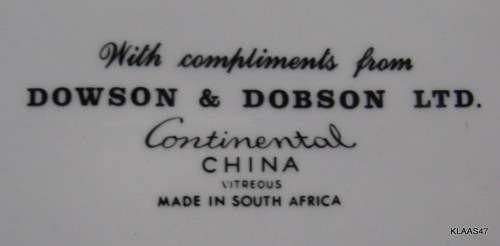 With compliments from
DOWSON & DOBSON LTD.
Continental
CHINA
VITREOUS
MADE IN SOUTH AFRICA
KLAAS47